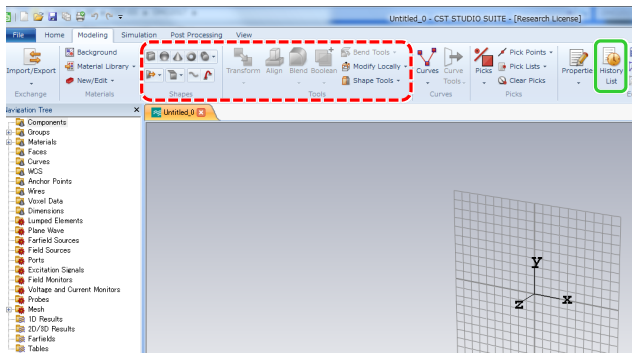 Untitled_0 - CST STUDIO SUITE - [Research License]
File Home Modeling Simulation Post Processing View
Import/Export
Background
Material Library
New/Edit
Exchange Materials
Transform Align Blend Boolean
Bend Tools
Modify Locally
Shape Tools
Shapes Tools
Curves Curve Tools
Curves
Picks
Pick Points
Pick Lists
Clear Picks
Picks
Propertie
History List
Navigation Tree
Untitled_0
Components
Groups
Materials
Faces
Curves
WCS
Anchor Points
Wires
Voxel Data
Dimensions
Lumped Elements
Plane Wave
Farfield Sources
Field Sources
Ports
Excitation Signals
Field Monitors
Voltage and Current Monitors
Probes
Mesh
1D Results
2D/3D Results
Farfields
Tables
y
z x